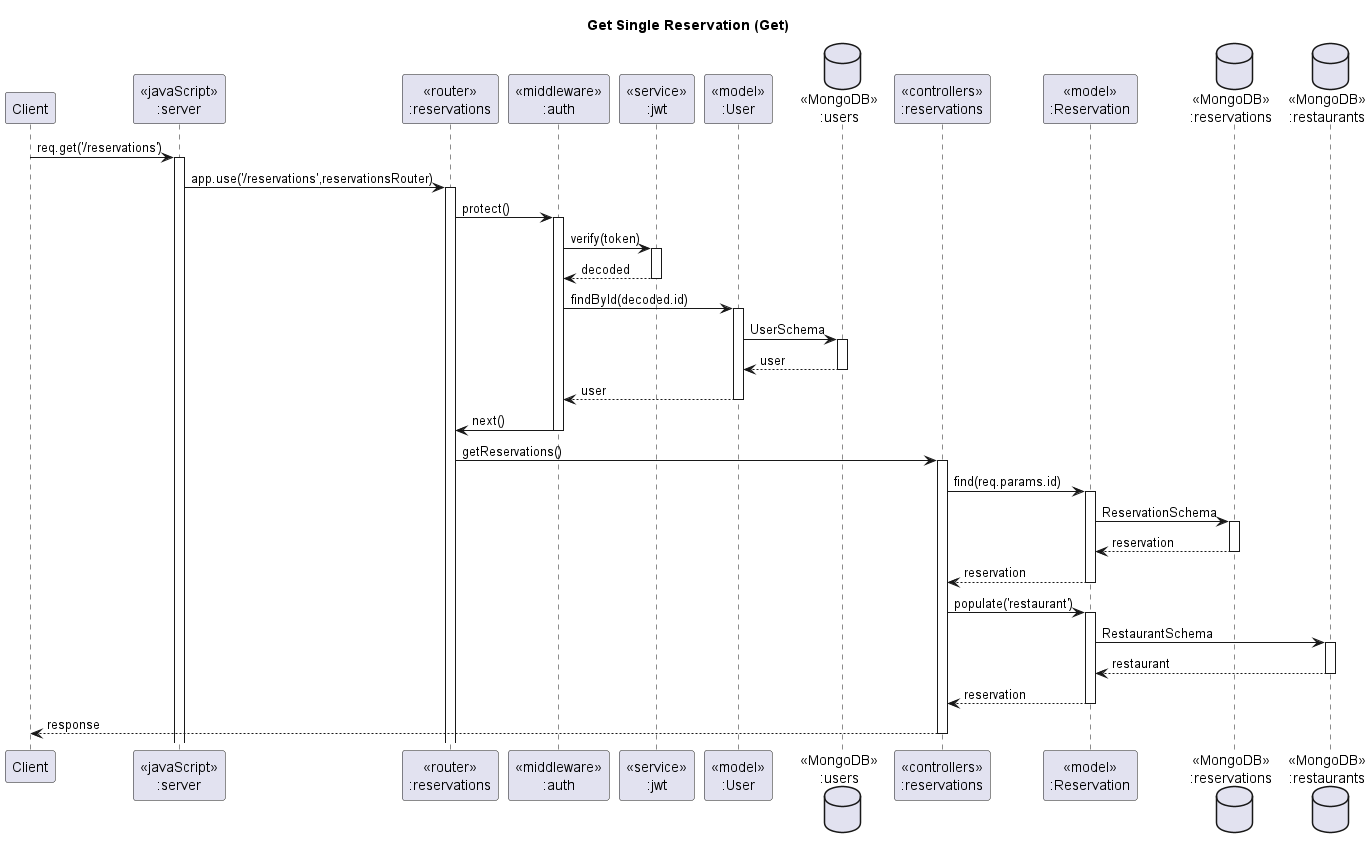 Get Single Reservation (Get)
Client
«javaScript»
:server
«router»
:reservations
«middleware»
:auth
«service»
:jwt
«model»
:User
«MongoDB»
:users
«controllers»
:reservations
«model»
:Reservation
«MongoDB»
:reservations
«MongoDB»
:restaurants
req.get('/reservations')
app.use('/reservations',reservationsRouter)
protect()
verify(token)
decoded
findById(decoded.id)
UserSchema
user
user
next()
getReservations()
find(req.params.id)
ReservationSchema
reservation
reservation
populate('restaurant')
RestaurantSchema
restaurant
reservation
response
Client
«javaScript»
:server
«router»
:reservations
«middleware»
:auth
«service»
:jwt
«model»
:User
«MongoDB»
:users
«controllers»
:reservations
«model»
:Reservation
«MongoDB»
:reservations
«MongoDB»
:restaurants